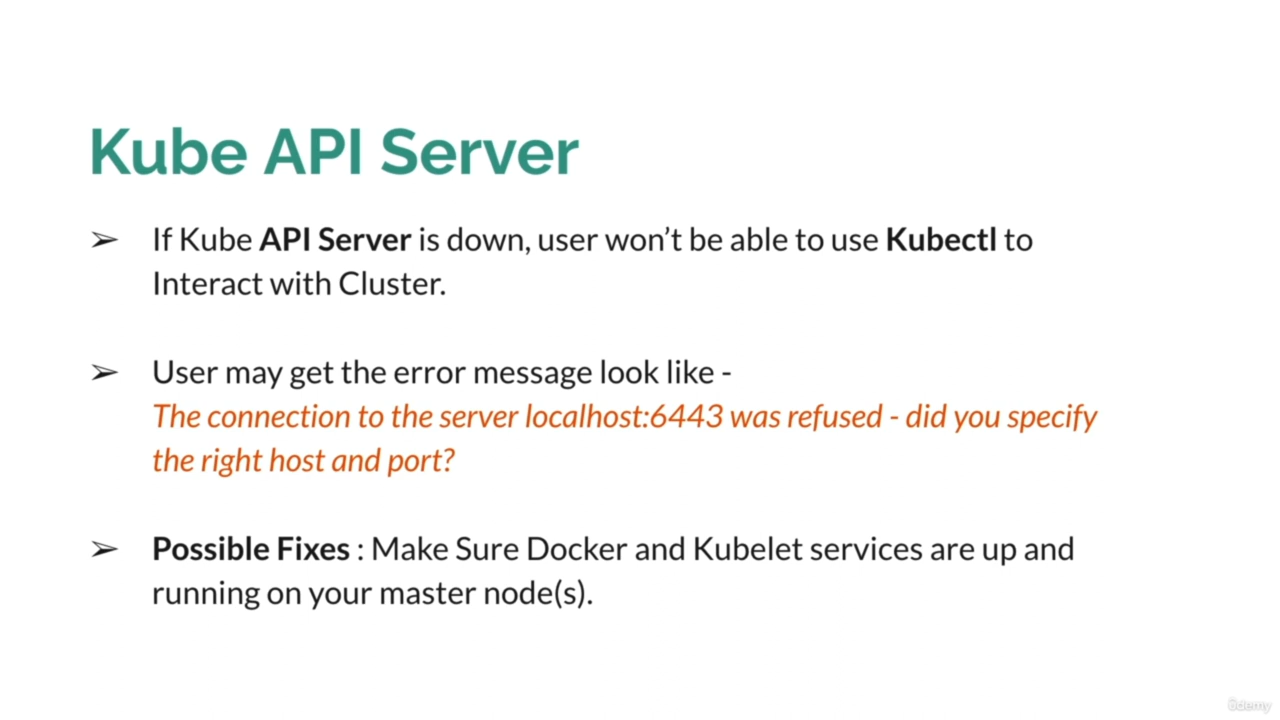 Kube API Server
➢ If Kube API Server is down, user won't be able to use Kubectl to
Interact with Cluster.
➢ User may get the error message look like -
The connection to the server localhost:6443 was refused - did you specify
the right host and port?
➢ Possible Fixes : Make Sure Docker and Kubelet services are up and
running on your master node(s).
ûdemy